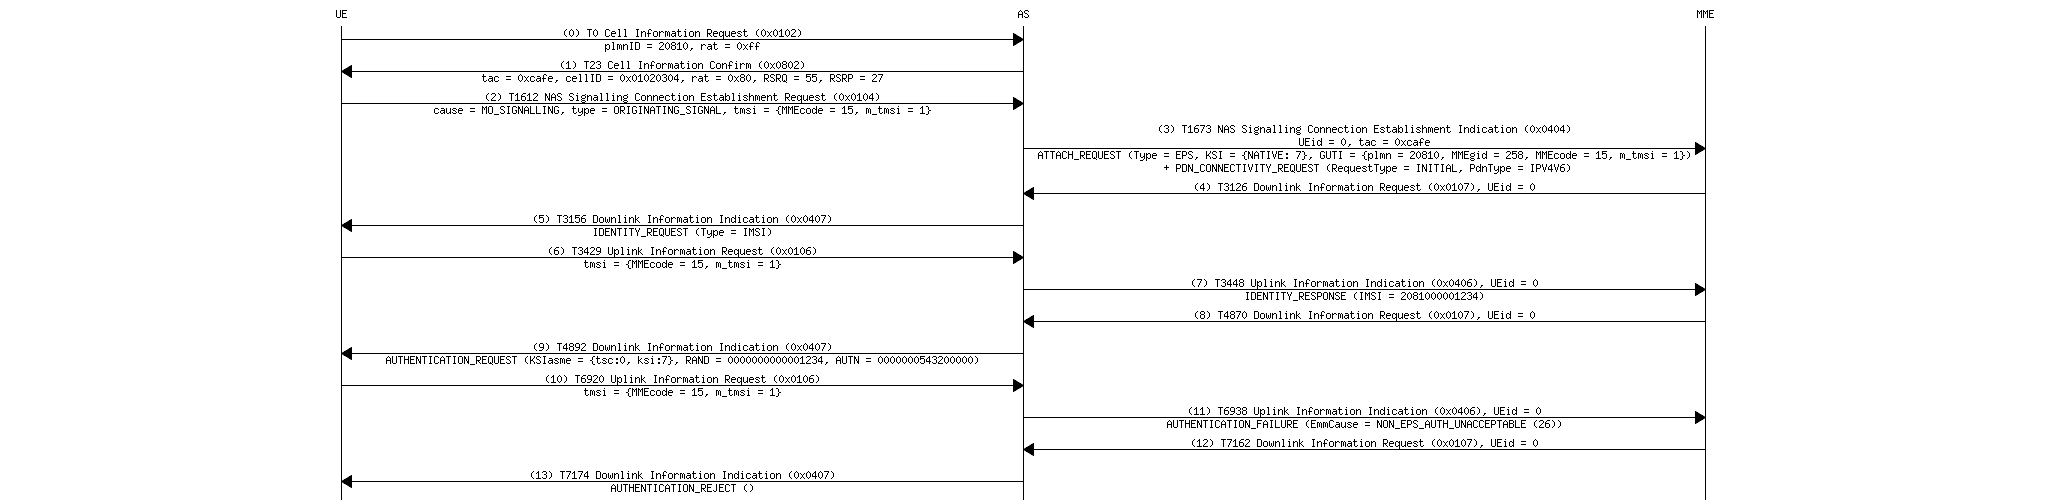 UE AS MME
(0) T0 Cell Information Request (0x0102)
plmnID = 20810, rat = 0xff
(1) T23 Cell Information Confirm (0x0802)
tac = 0xcafe, cellID = 0x01020304, rat = 0x80, RSRQ = 55, RSRP = 27
(2) T1612 NAS Signalling Connection Establishment Request (0x0104)
cause = MO_SIGNALLING, type = ORIGINATING_SIGNAL, tmsi = {MMEcode = 15, m_tmsi = 1}
(3) T1673 NAS Signalling Connection Establishment Indication (0x0404)
UEid = 0, tac = 0xcafe
ATTACH_REQUEST (Type = EPS, KSI = {NATIVE: 7}, GUTI = {plmn = 20810, MMEgid = 258, MMEcode = 15, m_tmsi = 1})
+ PDN_CONNECTIVITY_REQUEST (RequestType = INITIAL, PdnType = IPV4V6)
(4) T3126 Downlink Information Request (0x0107), UEid = 0
(5) T3156 Downlink Information Indication (0x0407)
IDENTITY_REQUEST (Type = IMSI)
(6) T3429 Uplink Information Request (0x0106)
tmsi = {MMEcode = 15, m_tmsi = 1}
(7) T3448 Uplink Information Indication (0x0406), UEid = 0
IDENTITY_RESPONSE (IMSI = 2081000001234)
(8) T4870 Downlink Information Request (0x0107), UEid = 0
(9) T4892 Downlink Information Indication (0x0407)
AUTHENTICATION_REQUEST (KSIasme = {tsc:0, ksi:7}, RAND = 0000000000001234, AUTN = 0000000543200000)
(10) T6920 Uplink Information Request (0x0106)
tmsi = {MMEcode = 15, m_tmsi = 1}
(11) T6938 Uplink Information Indication (0x0406), UEid = 0
AUTHENTICATION_FAILURE (EmmCause = NON_EPS_AUTH_UNACCEPTABLE (26))
(12) T7162 Downlink Information Request (0x0107), UEid = 0
(13) T7174 Downlink Information Indication (0x0407)
AUTHENTICATION_REJECT ()